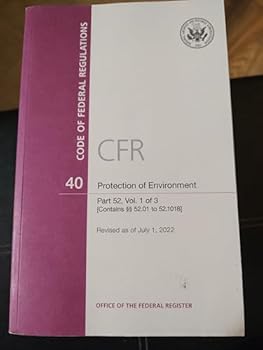 CODE OF FEDERAL REGULATIONS
CFR
40
Protection of Environment
Part 52, Vol. 1 of 3
[Contains §§ 52.01 to 52.1018]
Revised as of July 1, 2022
OFFICE OF THE FEDERAL REGISTER